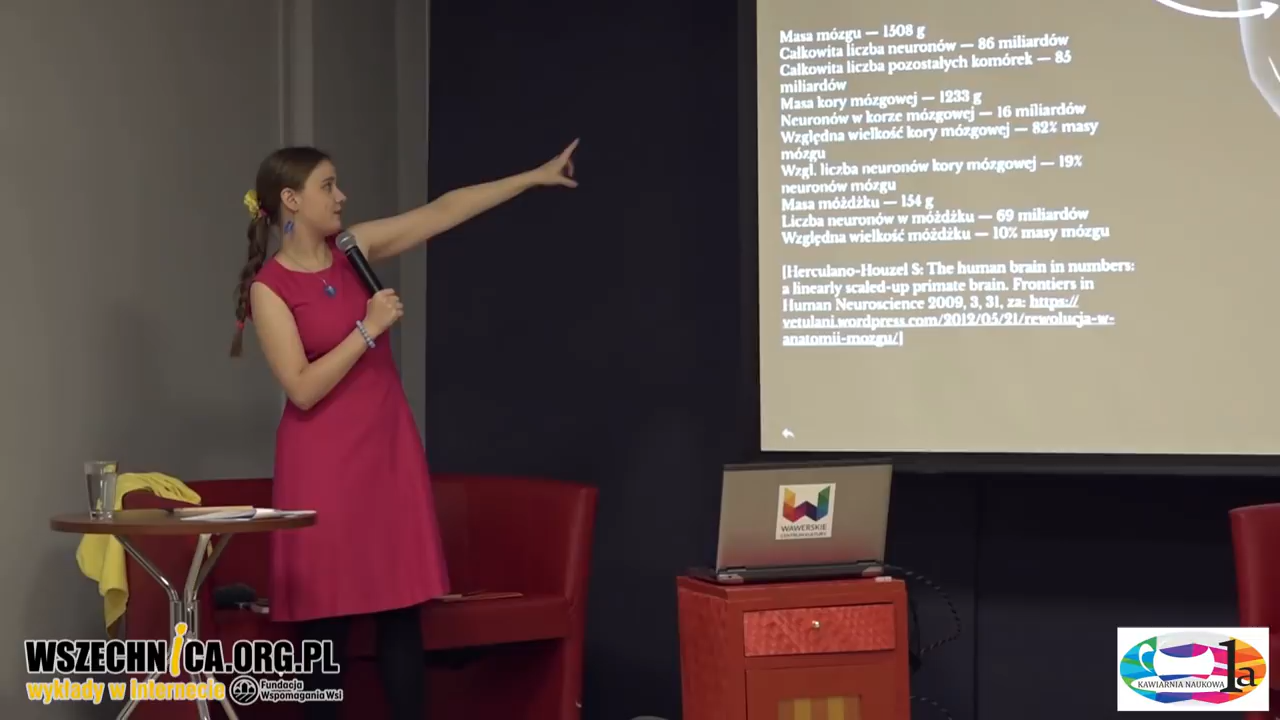 Masa mózgu — 1508 g
Całkowita liczba neuronów — 86 miliardów
Całkowita liczba pozostałych komórek — 85
miliardów
Masa kory mózgowej — 1233 g
Neuronów w korze mózgowej — 16 miliardów
Względna wielkość kory mózgowej — 82% masy
mózgu
Wzgl. liczba neuronów kory mózgowej — 19%
neuronów mózgu
Masa móżdżku — 154 g
Liczba neuronów w móżdżku — 69 miliardów
Względna wielkość móżdżku — 10% masy mózgu
[Herculano-Houzel S: The human brain in numbers:
a linearly scaled-up primate brain. Frontiers in
Human Neuroscience 2009, 3, 31, za: https://
vetulani.wordpress.com/2012/05/21/rewolucja-w-
anatomii-mozgu/]
WAWERSKIE
CENTRUM KULTURY
WSZECHNICA.ORG.PL
wykłady w internecie
Fundacja
Wspomagania Wsi
KAWIARNIA NAUKOWA 1a